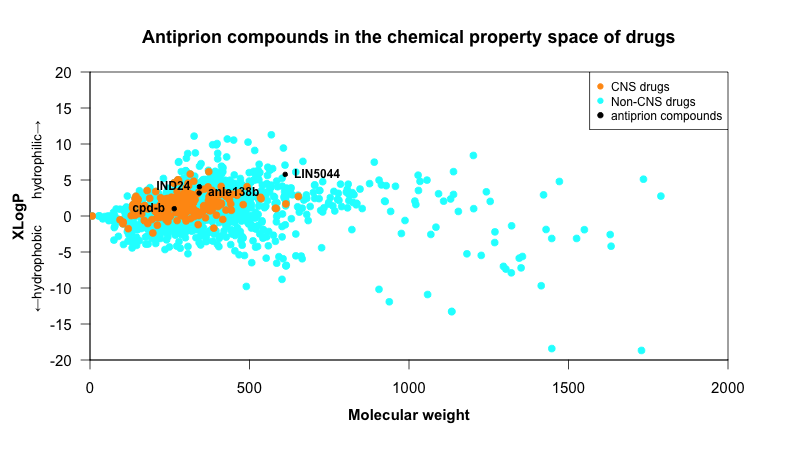 Antiprion compounds in the chemical property space of drugs
20
15
10
5
0
-5
-10
-15
-20
XLogP
hydrophilic→
←hydrophobic
CNS drugs
Non-CNS drugs
antiprion compounds
LIN5044
IND24
anle138b
cpd-b
0 500 1000 1500 2000
Molecular weight